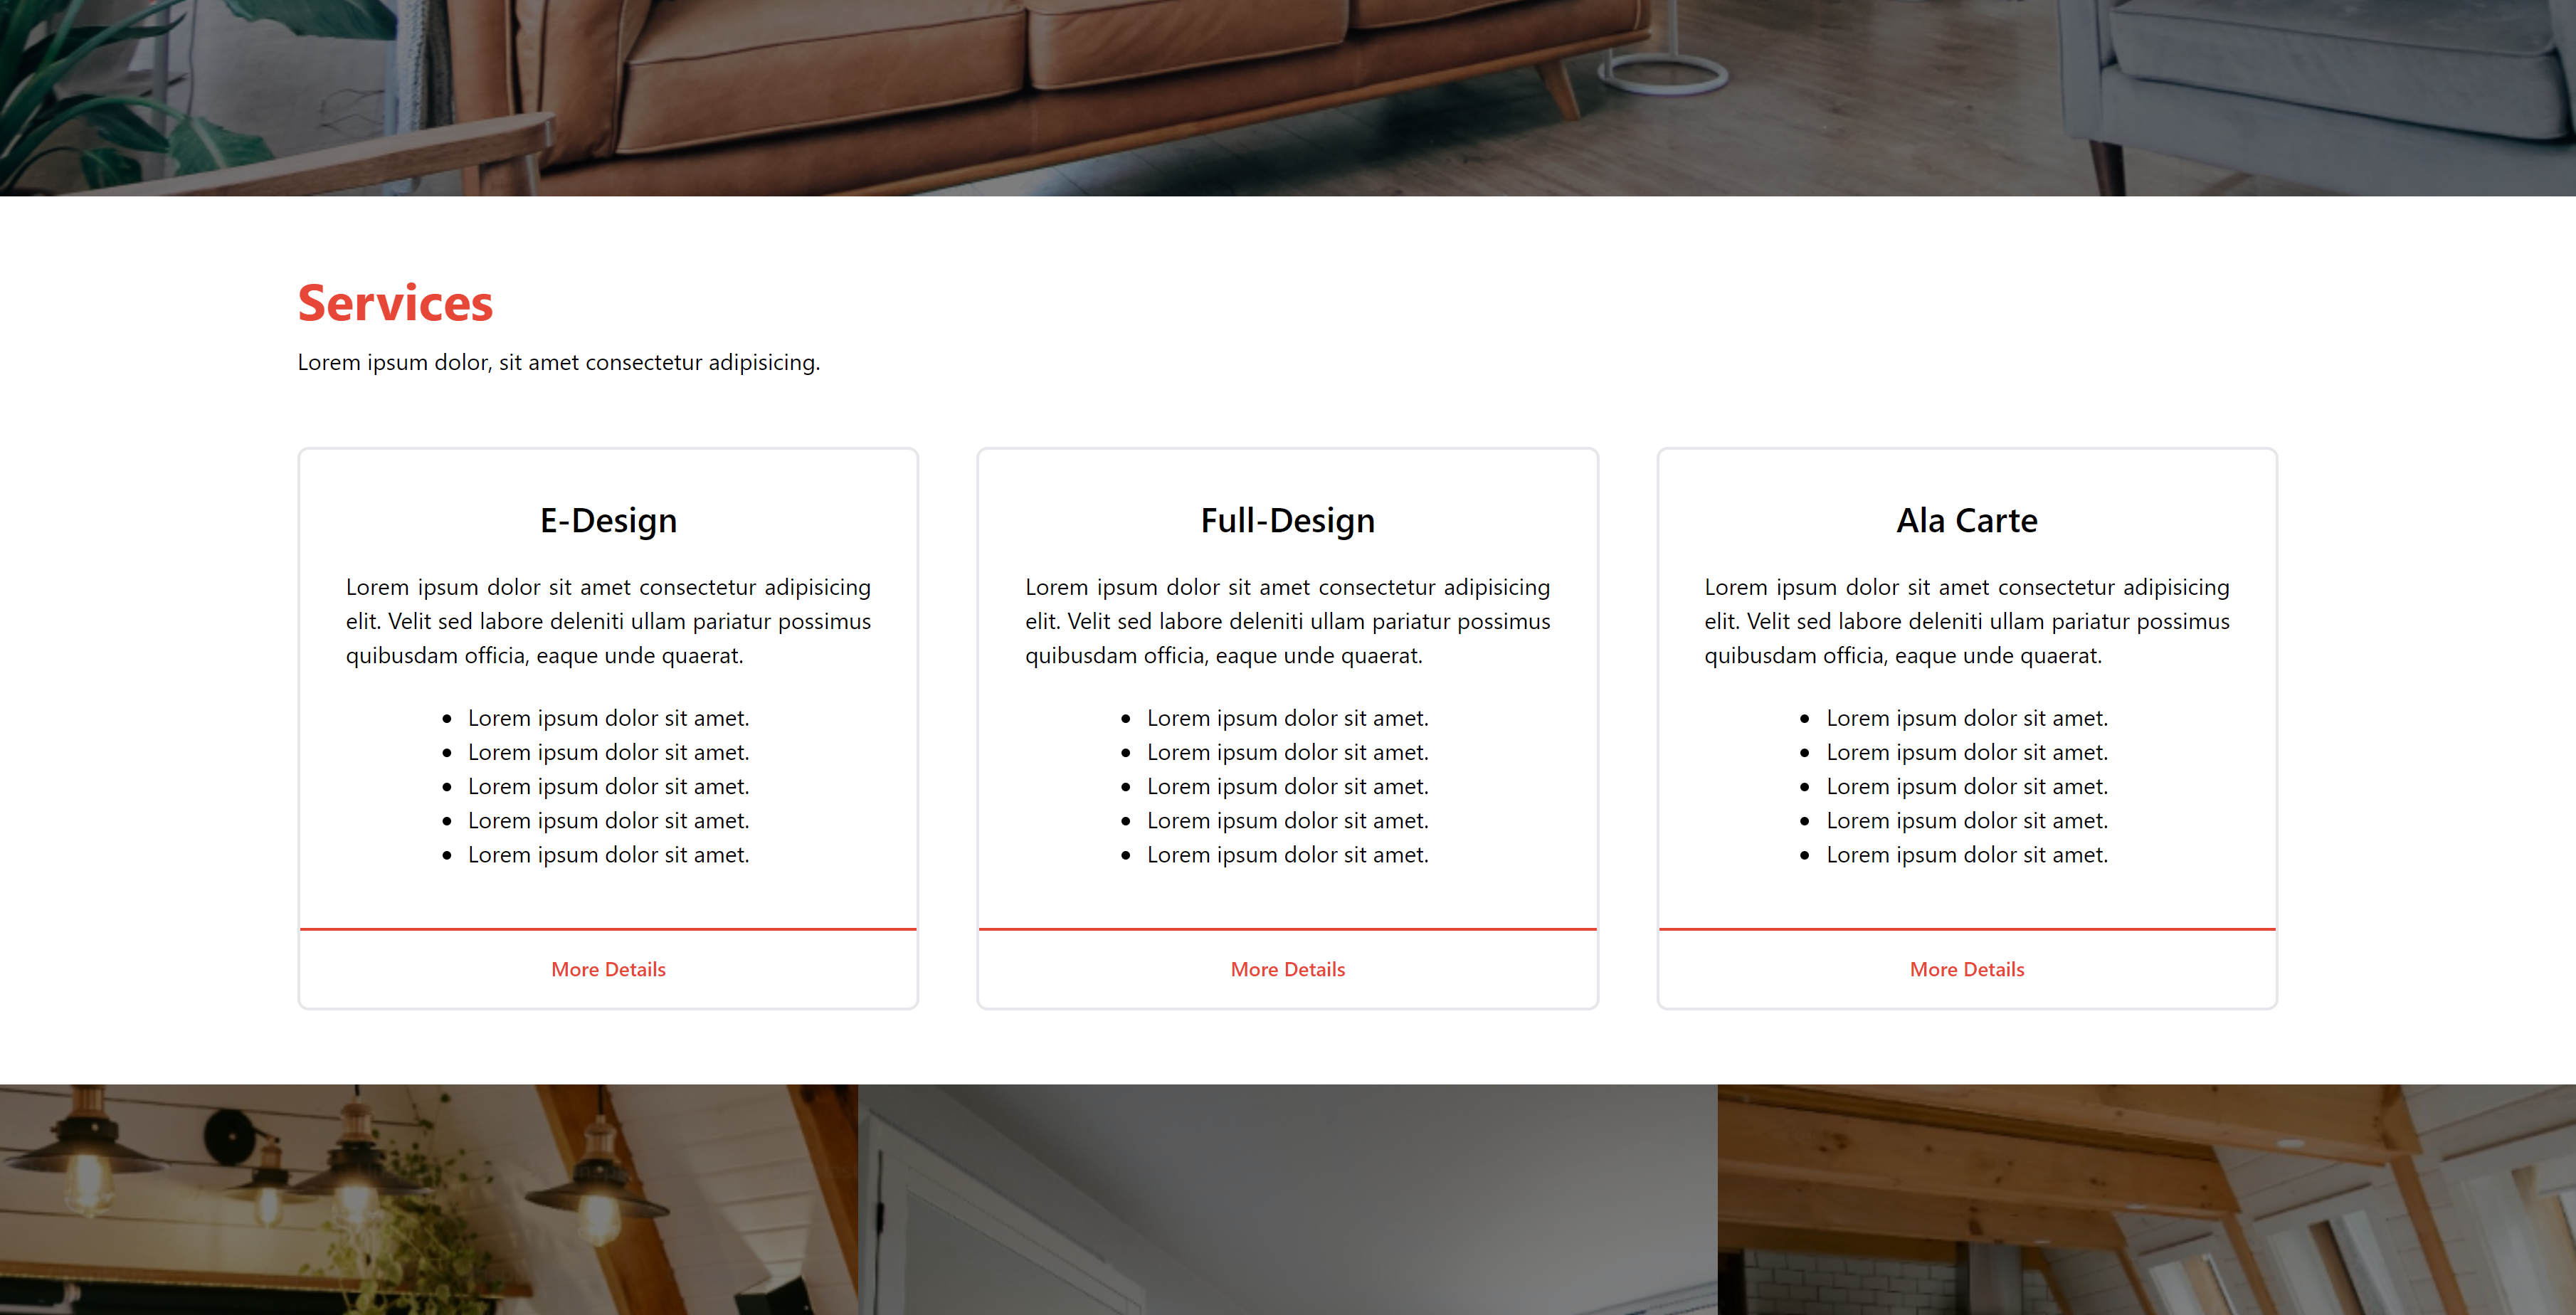 Services
Lorem ipsum dolor, sit amet consectetur adipisicing.
E-Design
Lorem ipsum dolor sit amet consectetur adipisicing
elit. Velit sed labore deleniti ullam pariatur possimus
quibusdam officia, eaque unde quaerat.
• Lorem ipsum dolor sit amet.
• Lorem ipsum dolor sit amet.
• Lorem ipsum dolor sit amet.
• Lorem ipsum dolor sit amet.
• Lorem ipsum dolor sit amet.
More Details
Full-Design
Lorem ipsum dolor sit amet consectetur adipisicing
elit. Velit sed labore deleniti ullam pariatur possimus
quibusdam officia, eaque unde quaerat.
• Lorem ipsum dolor sit amet.
• Lorem ipsum dolor sit amet.
• Lorem ipsum dolor sit amet.
• Lorem ipsum dolor sit amet.
• Lorem ipsum dolor sit amet.
More Details
Ala Carte
Lorem ipsum dolor sit amet consectetur adipisicing
elit. Velit sed labore deleniti ullam pariatur possimus
quibusdam officia, eaque unde quaerat.
• Lorem ipsum dolor sit amet.
• Lorem ipsum dolor sit amet.
• Lorem ipsum dolor sit amet.
• Lorem ipsum dolor sit amet.
• Lorem ipsum dolor sit amet.
More Details